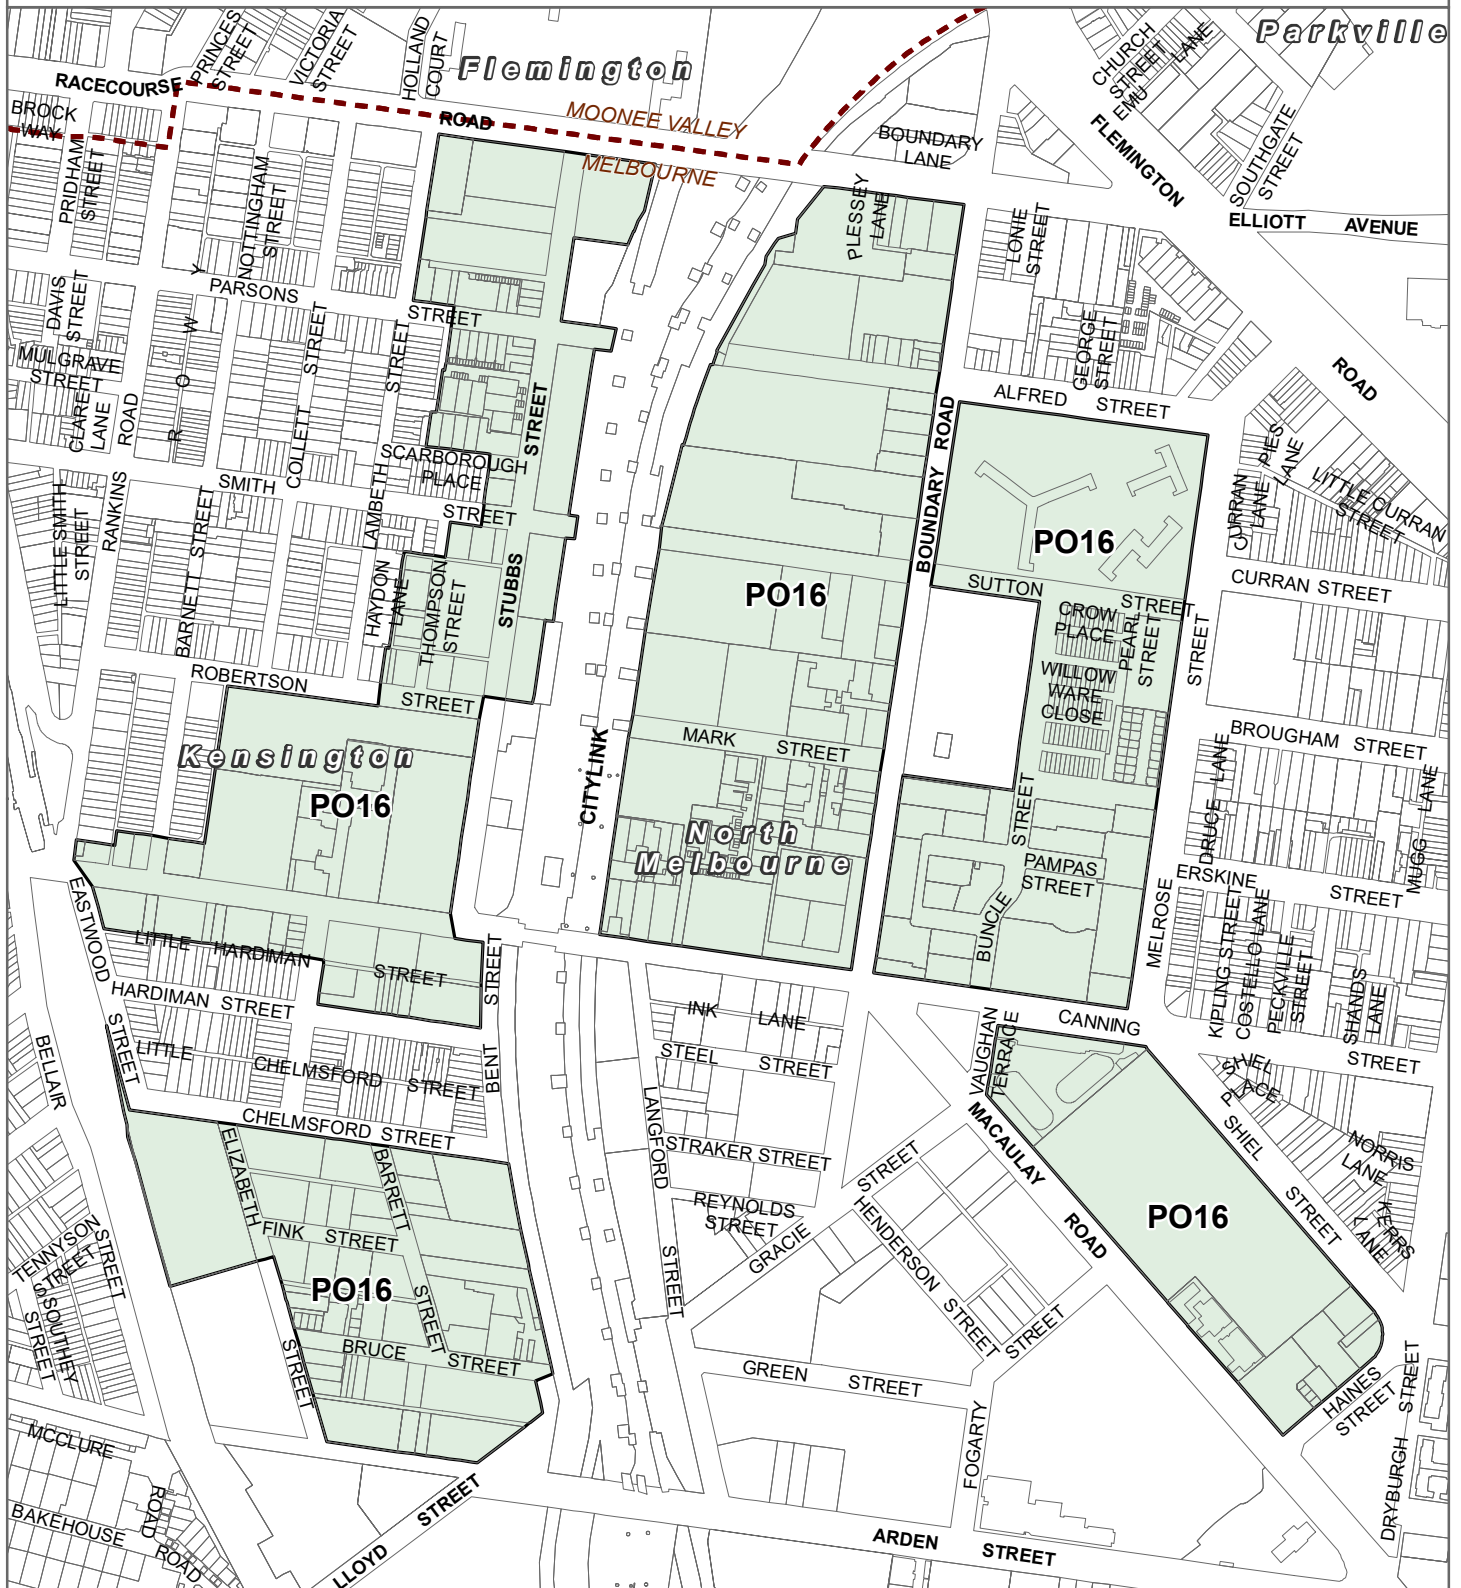 Parkville
Flemington
PRINCES
STREET
VICTORIA
STREET
HOLLAND
COURT
CHURCH
STREET
EMU
LANE
RACECOURSE
ROAD
BROCK
WAY
MOONEE VALLEY
MELBOURNE
BOUNDARY
LANE
FLEMINGTON
ROAD
SOUTHGATE
STREET
ELLIOTT
AVENUE
PRIDHAM
STREET
NOTTINGHAM
STREET
PLESSEY
LANE
LONIE
STREET
PARSONS
STREET
DAVIS
STREET
MULGRAVE
STREET
CLARET
LANE
ROAD
RANKINS
R O W Y
COLLETT
STREET
STREET
LAMBETH
GEORGE
STREET
ALFRED
STREET
BOUNDARY ROAD
STREET
STUBBS
SCARBOROUGH
PLACE
SMITH
STREET
LITTLE SMITH
STREET
BARNETT STREET
HAYDON
LANE
THOMPSON
STREET
CURRAN
LANE
PIES
LANE
LITTLE CURRAN
STREET
CURRAN STREET
PO16
PO16
SUTTON
STREET
CROW
PLACE
PEARL
STREET
WILLOW
WARE
CLOSE
STREET
MELROSE
ROBERTSON
STREET
Kensington
PO16
CITYLINK
MARK
STREET
North
Melbourne
BROUGHAM STREET
DRUCE LANE
MUGG LANE
ERSKINE
STREET
STREET
BUNCLE
PAMPAS
STREET
EASTWOOD
STREET
LITTLE HARDIMAN
STREET
HARDIMAN STREET
STREET
BENT
LITTLE
CHELMSFORD
STREET
CHELMSFORD STREET
BELLAIR
STREET
INK LANE
STEEL
STREET
LANGFORD
STREET
STRAKER STREET
REYNOLDS
STREET
GRACIE
STREET
HENDERSON
STREET
STREET
VAUGHAN
TERRACE
CANNING
STREET
MACAULAY
ROAD
KIPLING STREET
COSTELLO LANE
PECKVILLE
STREET
SHANDS
LANE
SHIEL
PLACE
SHIEL
STREET
NORRIS
LANE
KERRS
LANE
PO16
ELIZABETH
STREET
BARRETT
STREET
FINK
STREET
PO16
BRUCE
STREET
TENNYSON
STREET
SOUTHEY
STREET
MCCLURE
ROAD
BAKEHOUSE
ROAD
LLOYD
STREET
GREEN
STREET
FOGARTY
ARDEN
STREET
HAINES
STREET
DRYBURGH
STREET